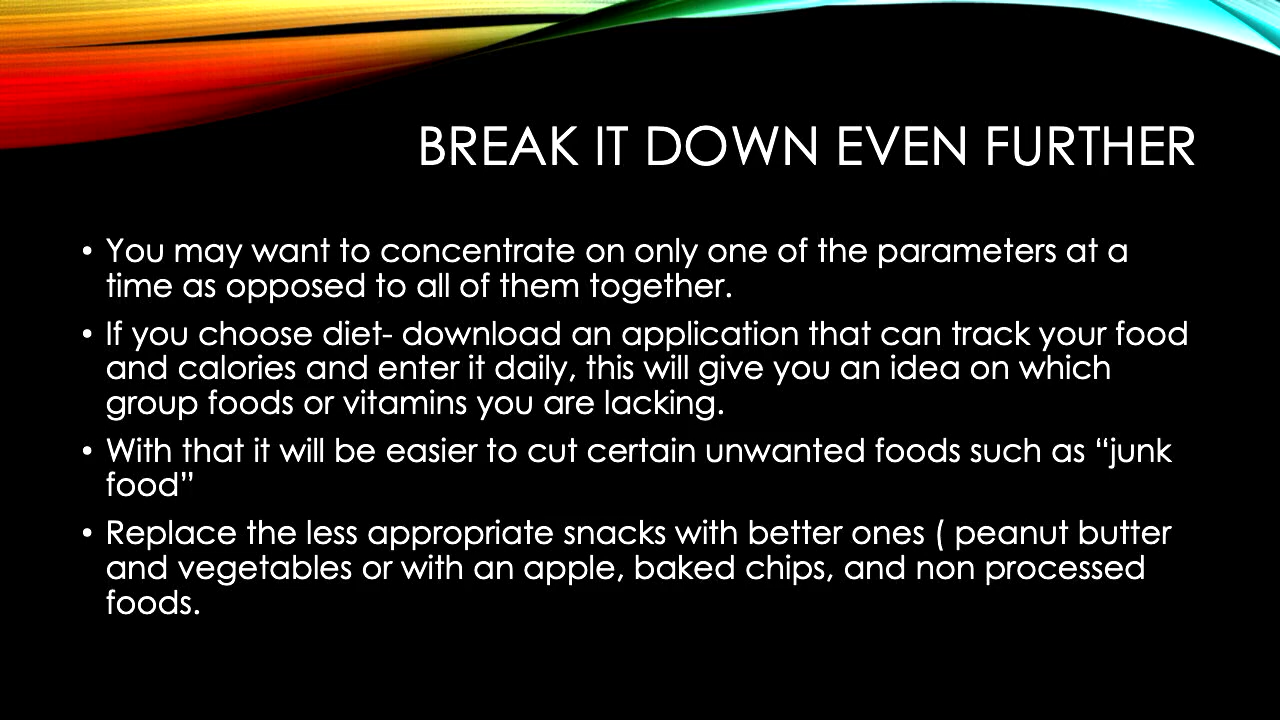 BREAK IT DOWN EVEN FURTHER
• You may want to concentrate on only one of the parameters at a
time as opposed to all of them together.
• If you choose diet- download an application that can track your food
and calories and enter it daily, this will give you an idea on which
group foods or vitamins you are lacking.
• With that it will be easier to cut certain unwanted foods such as “junk
food”
• Replace the less appropriate snacks with better ones ( peanut butter
and vegetables or with an apple, baked chips, and non processed
foods.